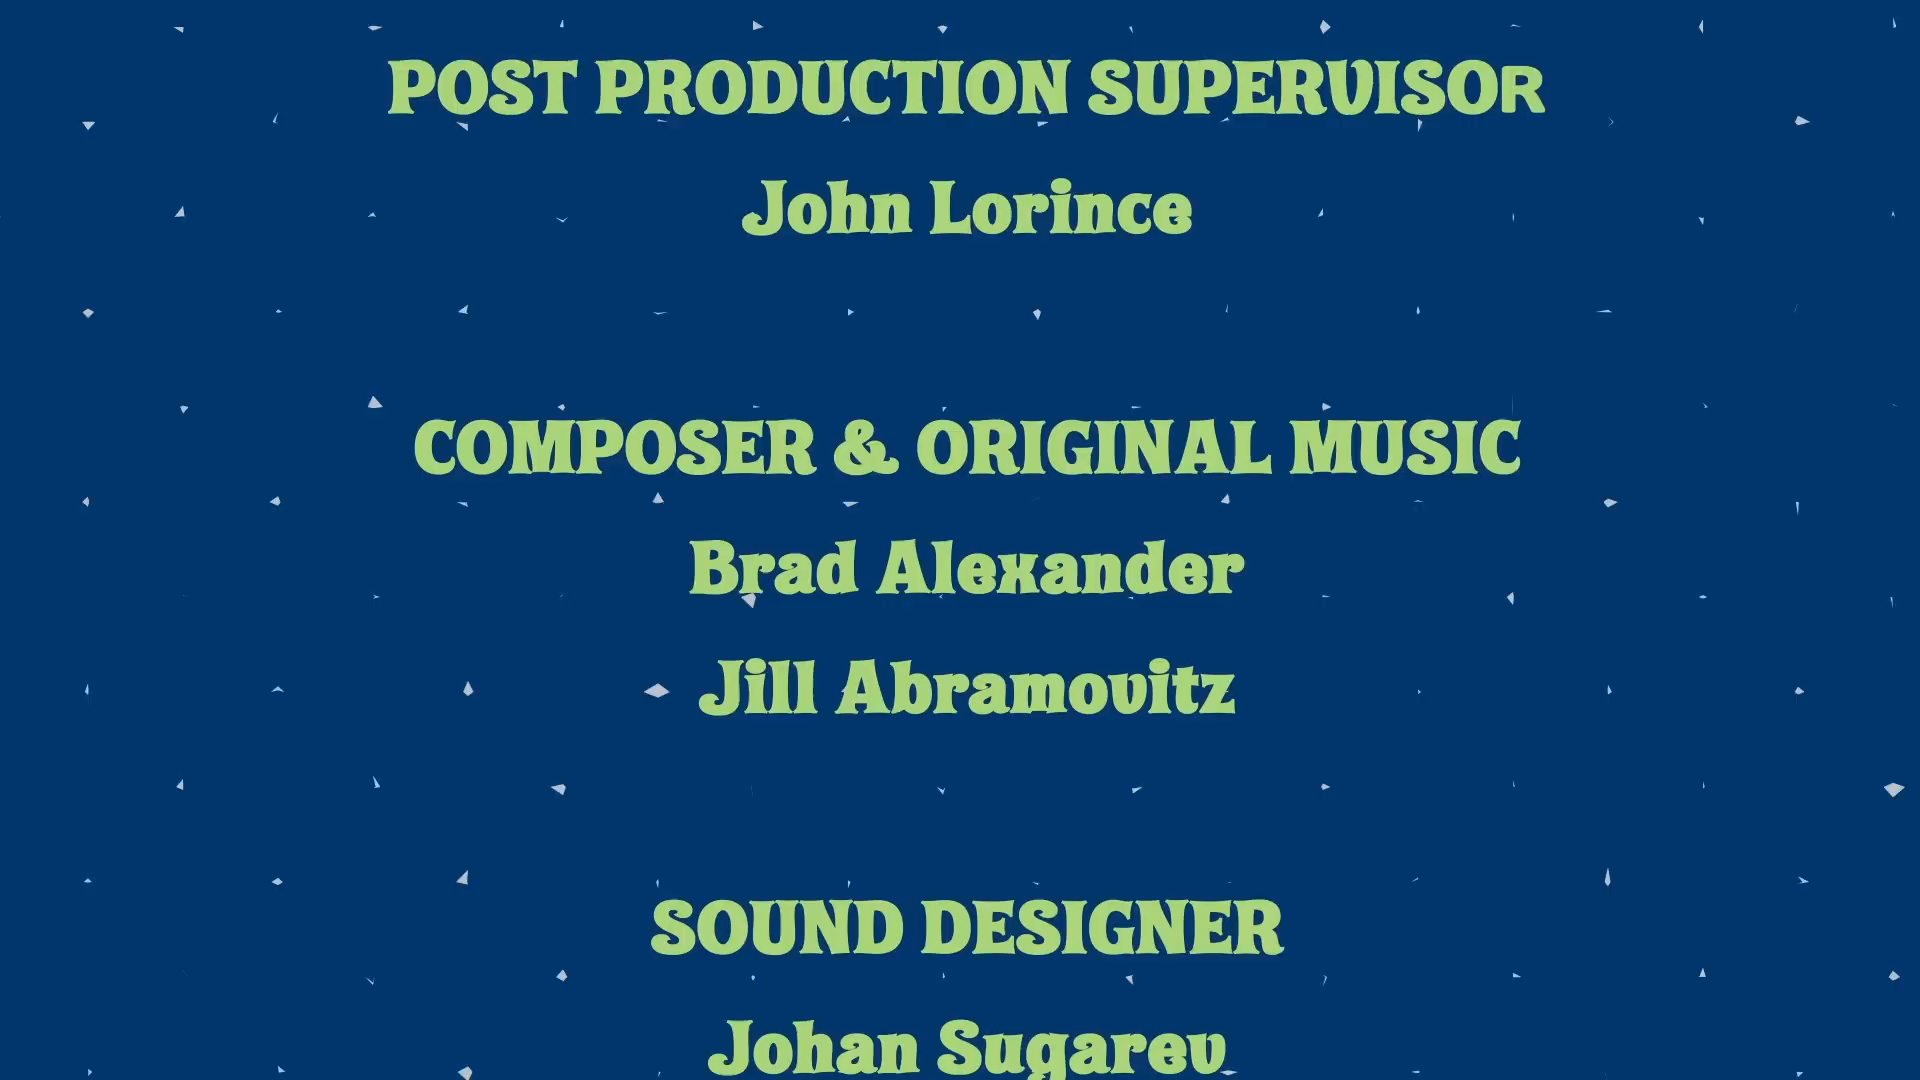 POST PRODUCTION SUPERVISOR
John Lorince
COMPOSER & ORIGINAL MUSIC
Brad Alexander
Jill Abramovitz
SOUND DESIGNER
Johan Sugarev